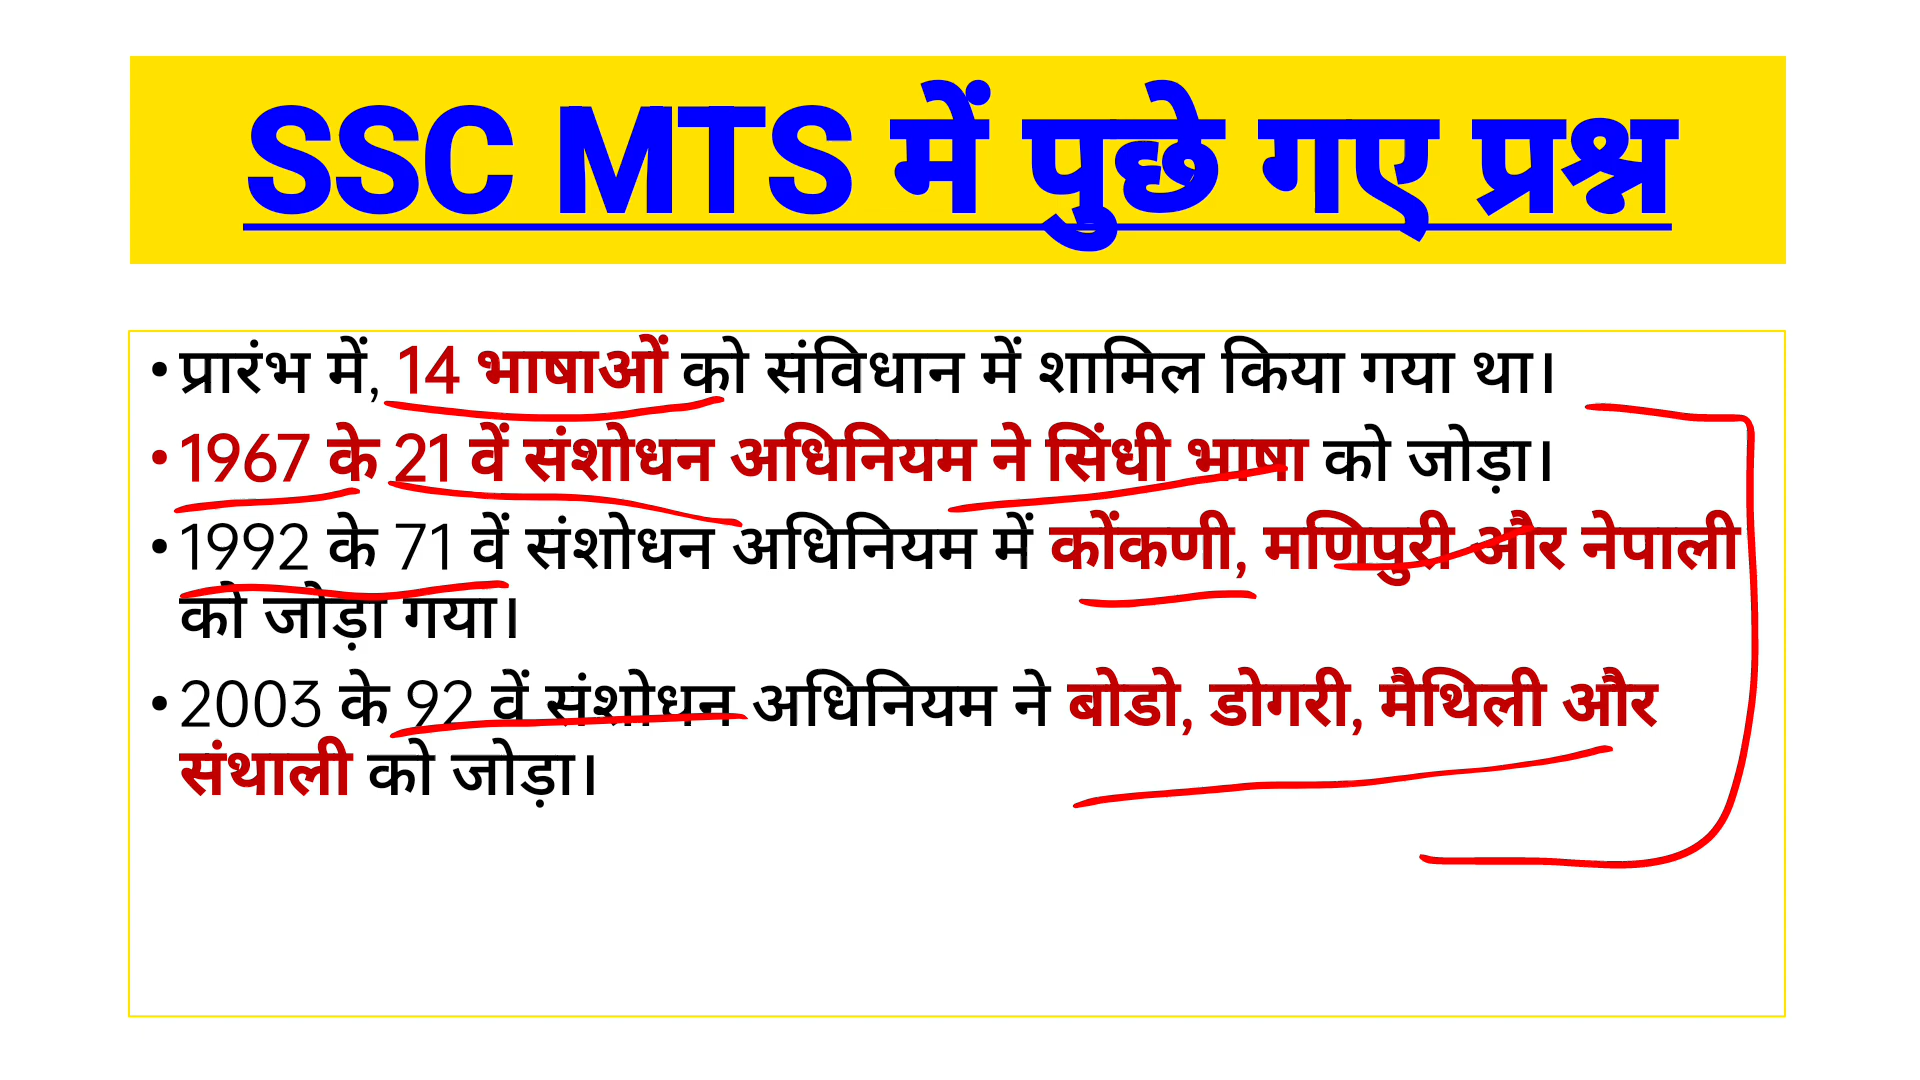 SSC MTS में पुछे गए प्रश्न
• प्रारंभ में, 14 भाषाओं को संविधान में शामिल किया गया था।
• 1967 के 21 वें संशोधन अधिनियम ने सिंधी भाषा को जोड़ा।
• 1992 के 71 वें संशोधन अधिनियम में कोंकणी, मणिपुरी और नेपाली
को जोड़ा गया।
• 2003 के 92 वें संशोधन अधिनियम ने बोडो, डोगरी, मैथिली और
संथाली को जोड़ा।